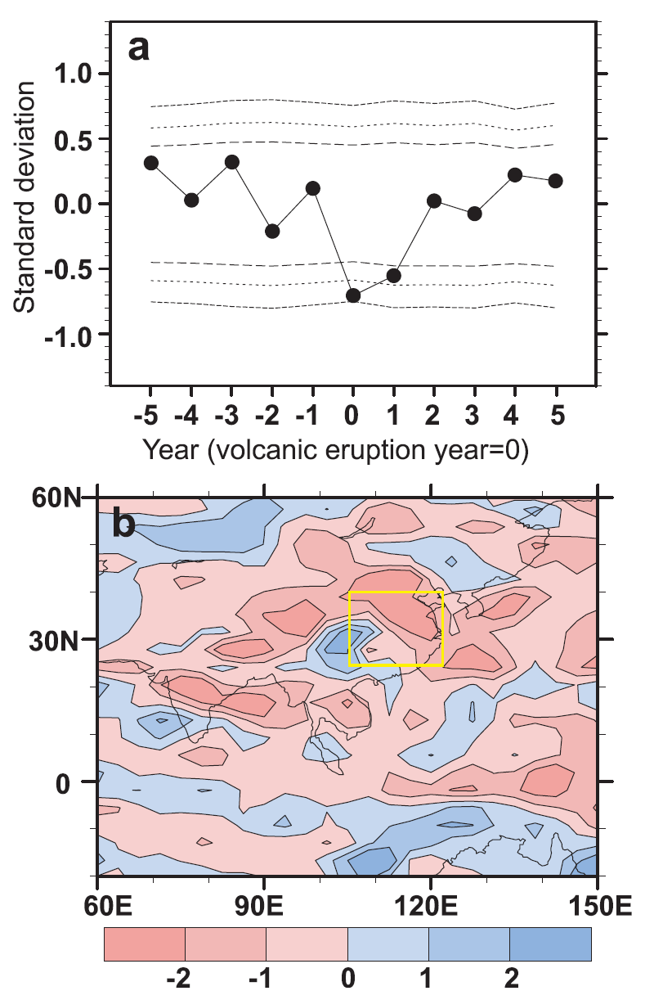 a
Standard deviation
1.0
0.5
0.0
-0.5
-1.0
-5 -4 -3 -2 -1 0 1 2 3 4 5
Year (volcanic eruption year=0)
b
60N
30N
0
60E 90E 120E 150E
-2 -1 0 1 2